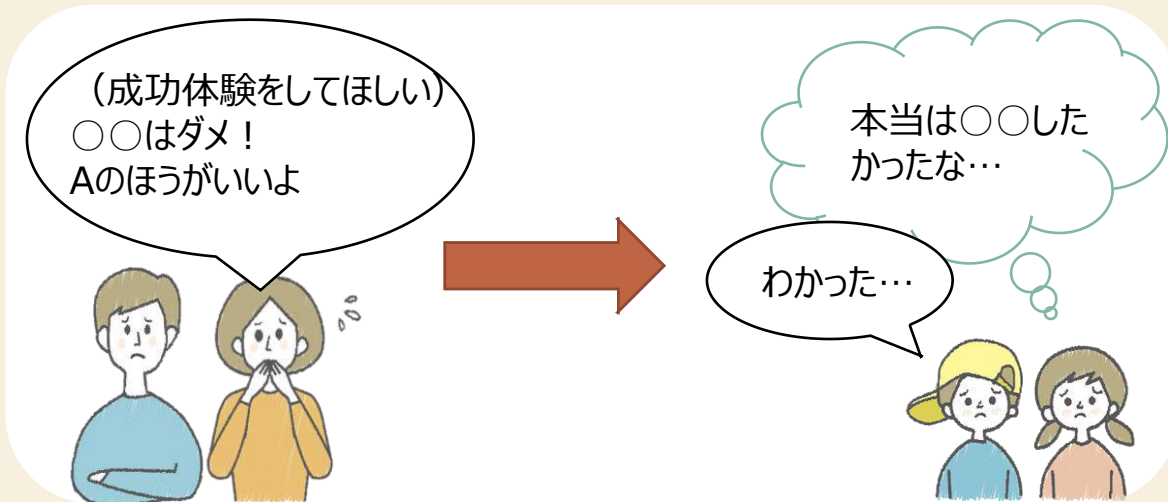 （成功体験をしてほしい）
○○はダメ！
Aのほうがいいよ
本当は○○した
かったな…
わかった…